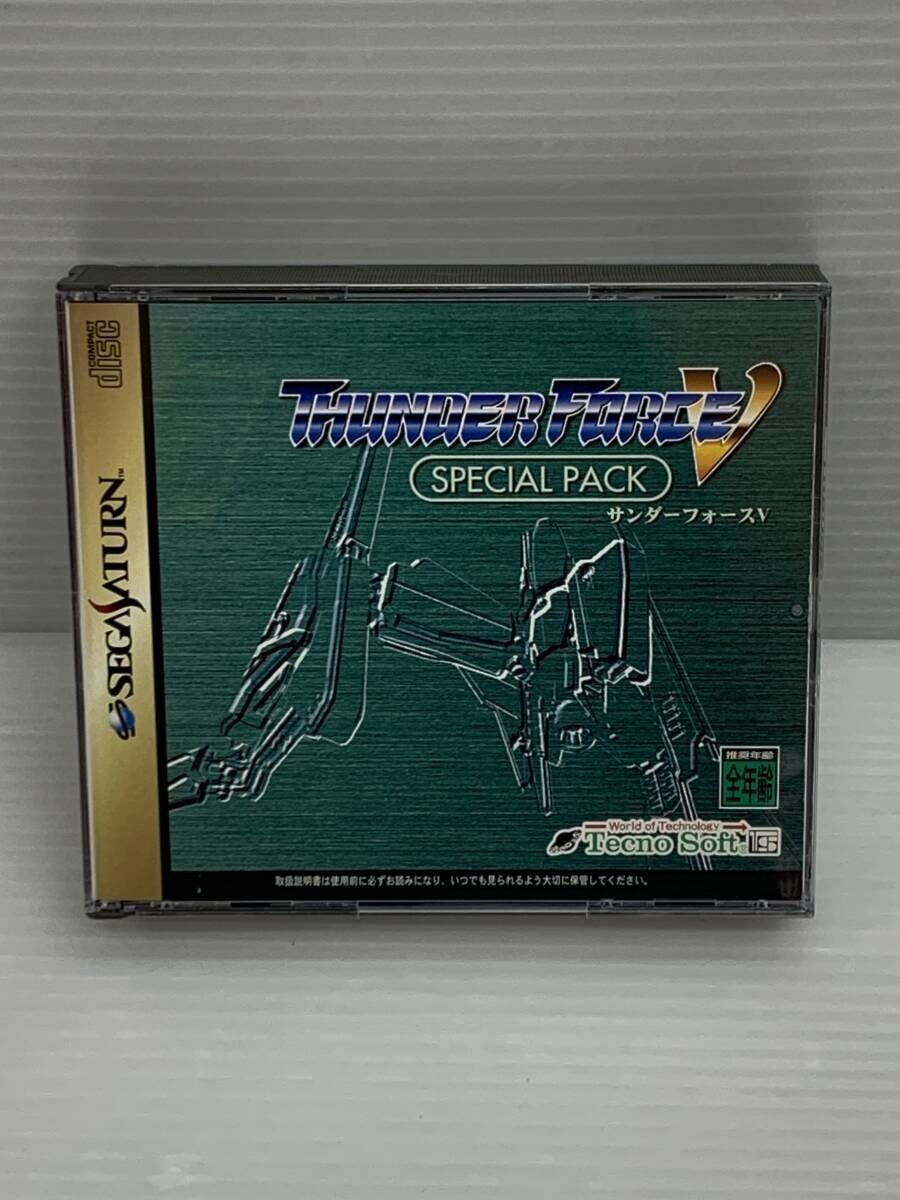 COMPACT
DISC
SEGA SATURN™
THUNDER FORCE V
SPECIAL PACK
サンダーフォースV
推奨年齢
全年齢
World of Technology
Tecno Soft®
取扱説明書は使用前に必ずお読みになり、いつでも見られるよう大切に保管してください。